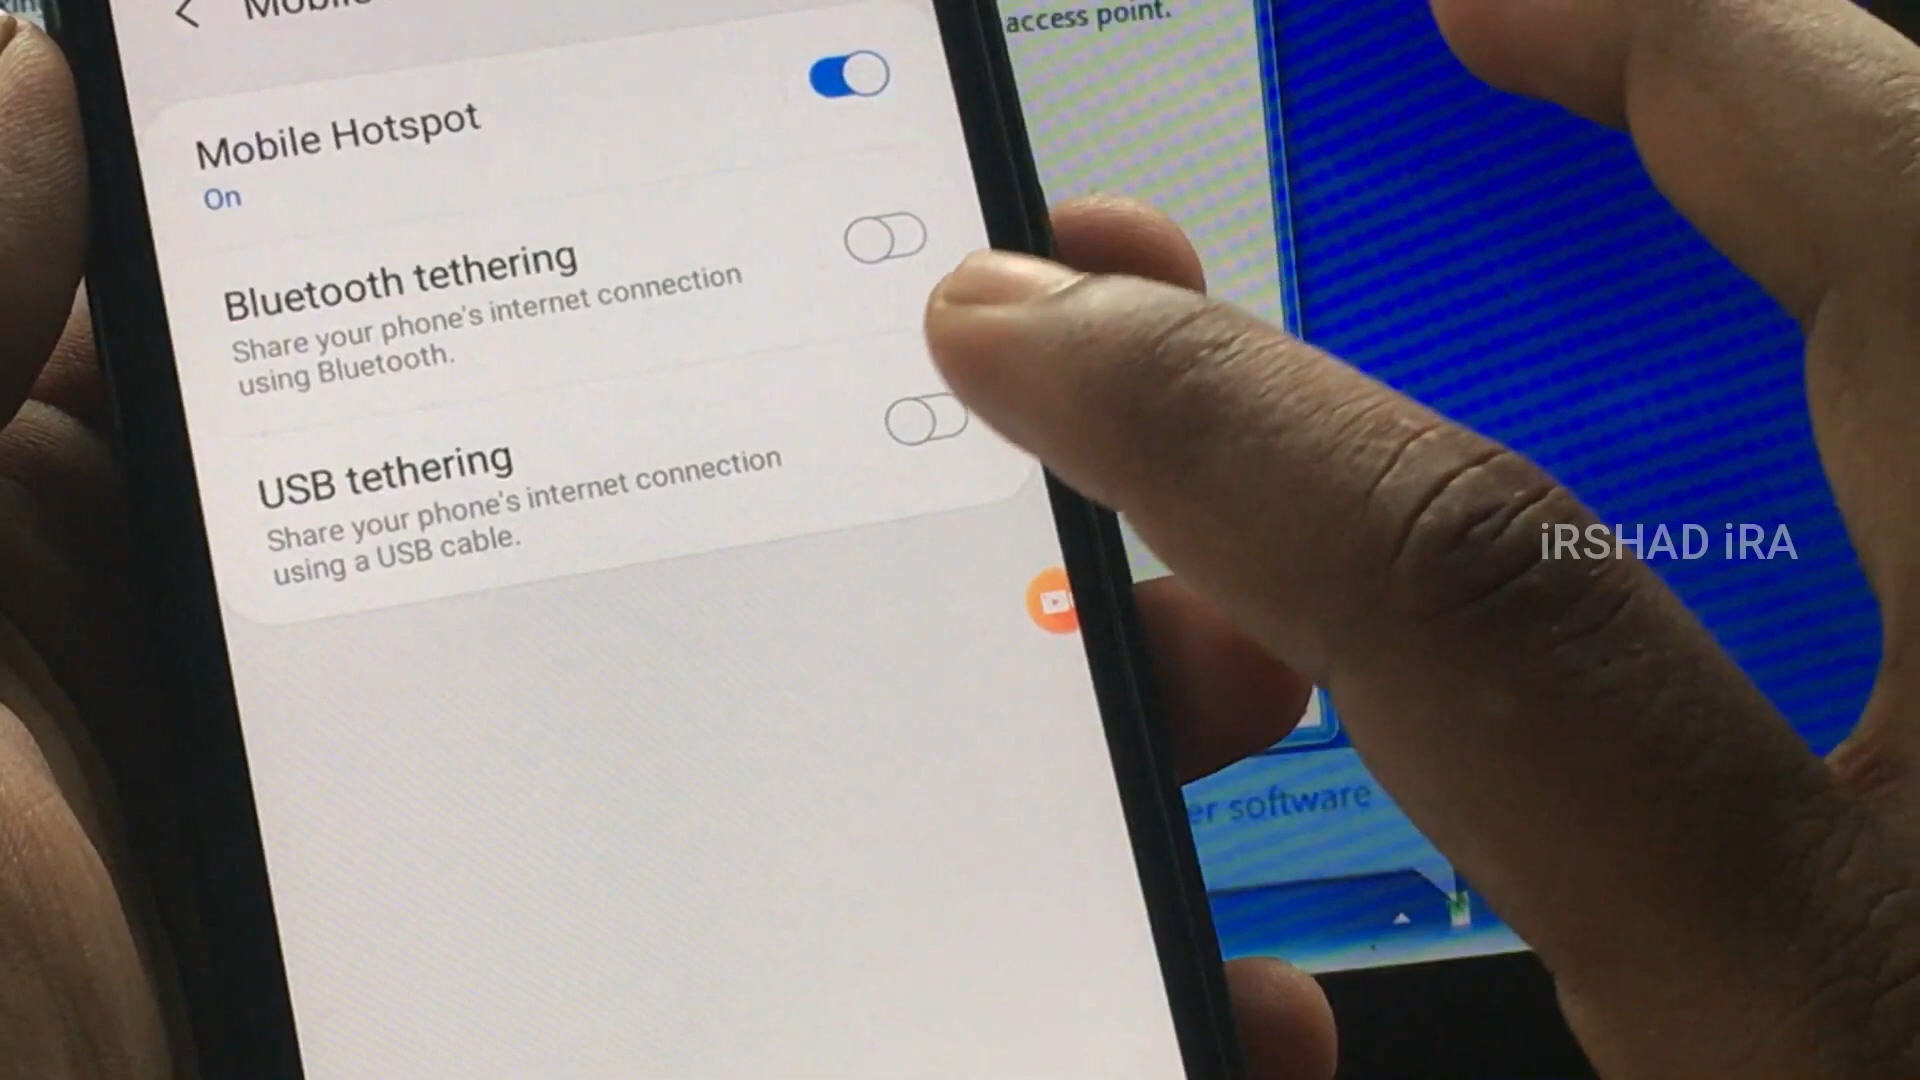 access point.
Mobile Hotspot
On
Bluetooth tethering
Share your phone's internet connection
using Bluetooth.
USB tethering
Share your phone's internet connection
using a USB cable.
iRSHAD iRA
software